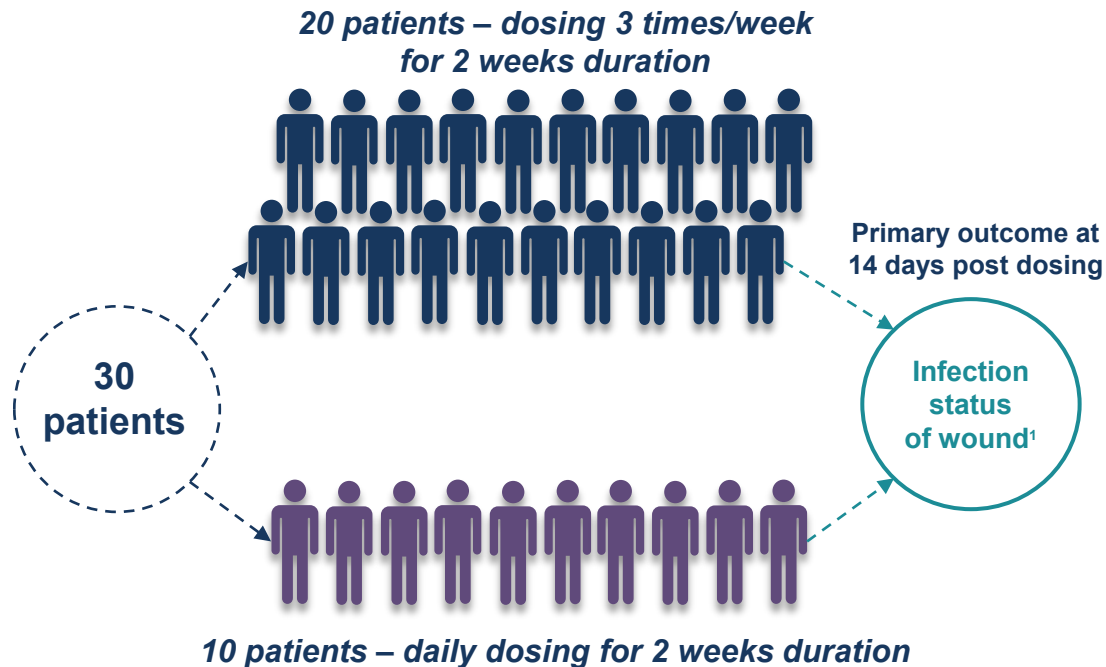 20 patients – dosing 3 times/week
for 2 weeks duration
Primary outcome at
14 days post dosing
30
patients
Infection
status
of wound¹
10 patients – daily dosing for 2 weeks duration